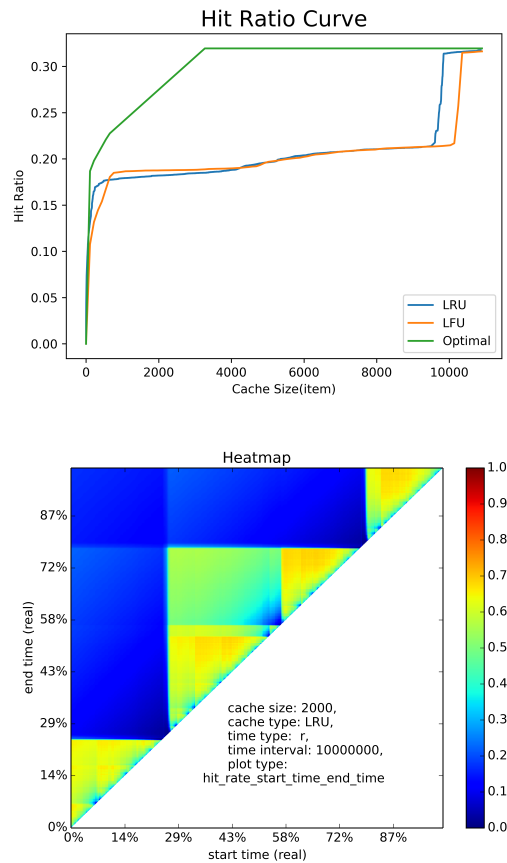 Hit Ratio Curve
0.30
0.25
0.20
0.15
0.10
0.05
0.00
Hit Ratio
LRU
LFU
Optimal
0 2000 4000 6000 8000 10000
Cache Size(item)
Heatmap
87%
72%
58%
43%
29%
14%
0%
end time (real)
cache size: 2000,
cache type: LRU,
time type:  r,
time interval: 10000000,
plot type:
hit_rate_start_time_end_time
0% 14% 29% 43% 58% 72% 87%
start time (real)
1.0
0.9
0.8
0.7
0.6
0.5
0.4
0.3
0.2
0.1
0.0